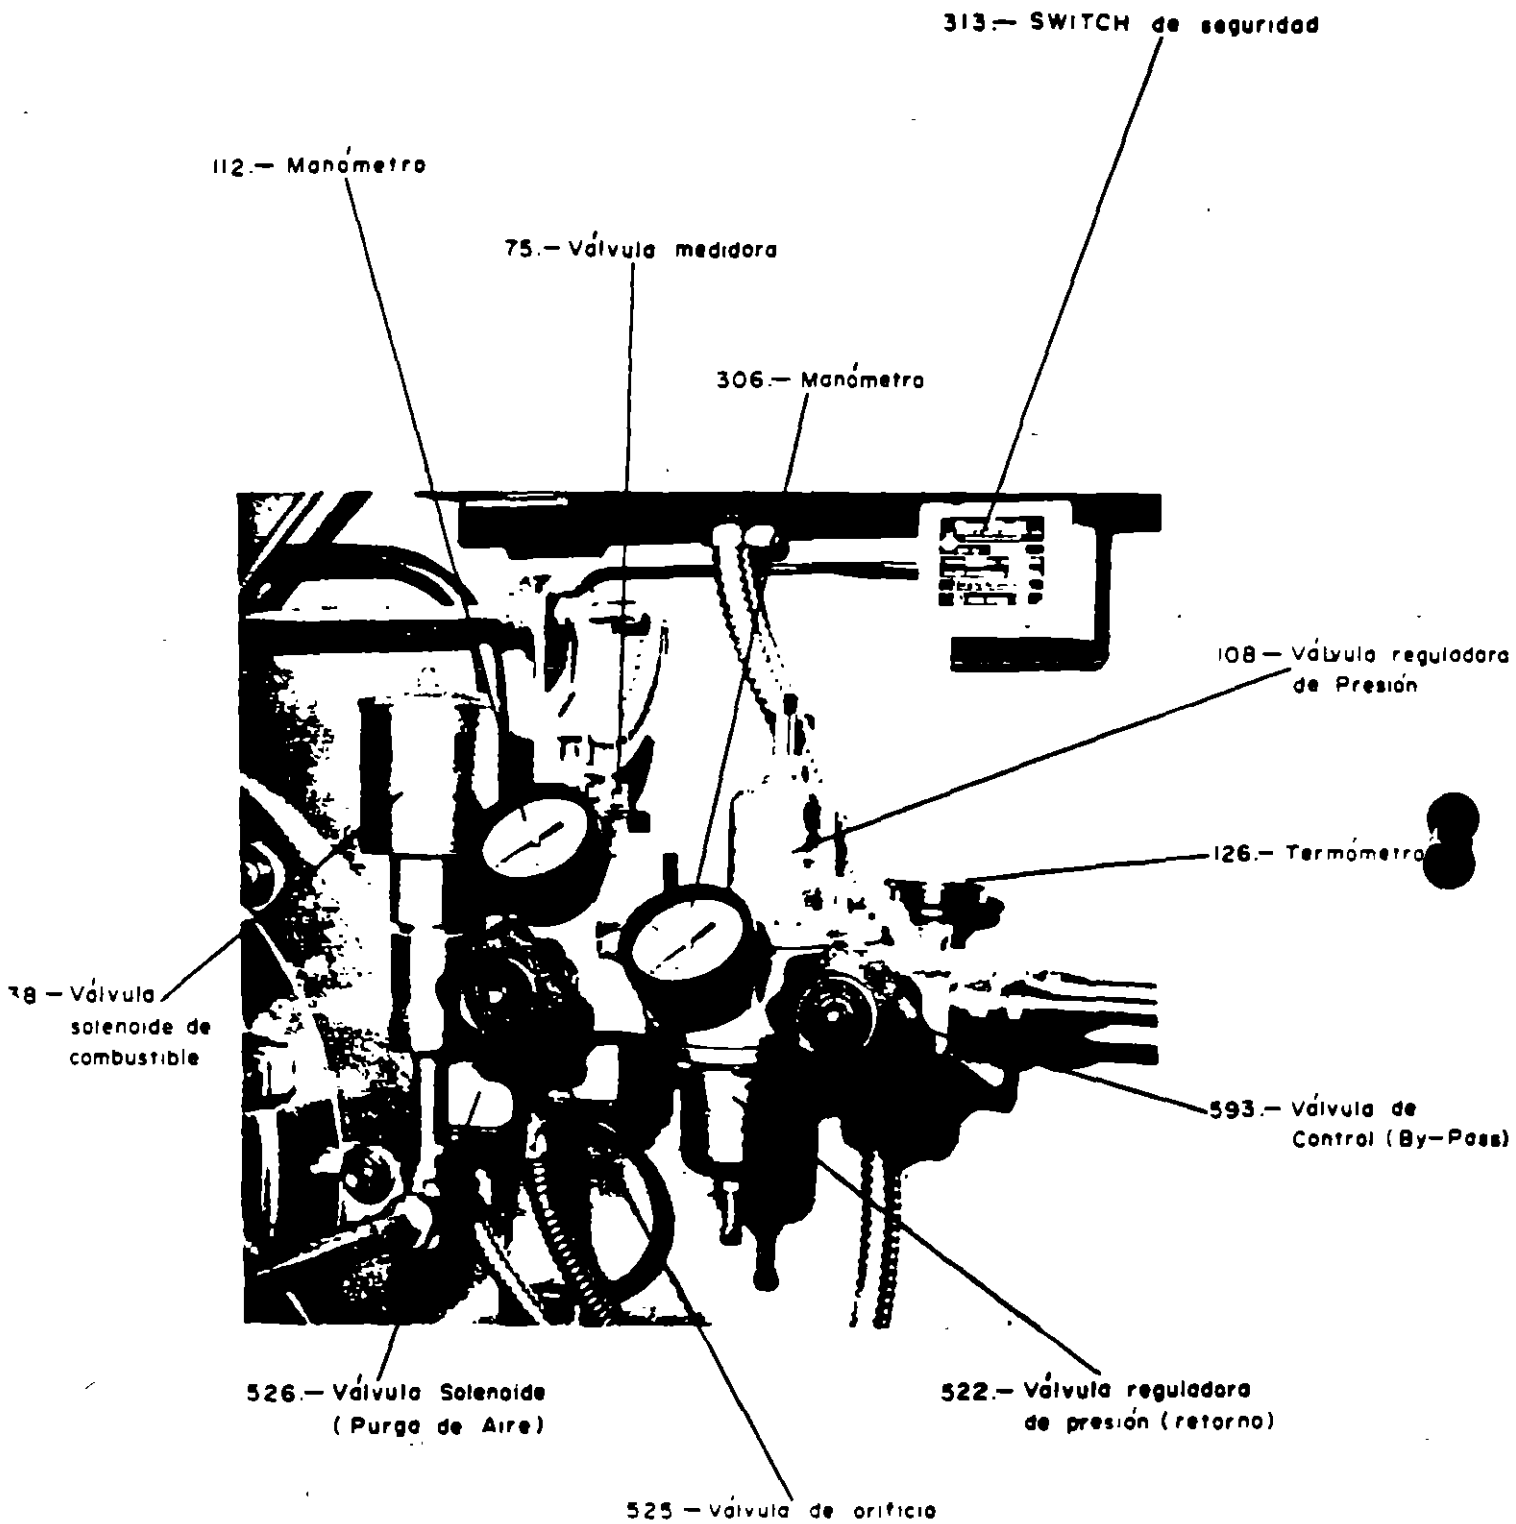 313.— SWITCH de seguridad
112.— Manómetro
75.— Válvula medidora
306.— Manómetro
108 — Válvula reguladora
de Presión
126.— Termómetro
38 — Válvula
solenoide de
combustible
593.— Válvula de
Control (By-Pass)
526.— Válvula Solenoide
(Purga de Aire)
522.— Válvula reguladora
de presión (retorno)
525 — Válvula de orificio